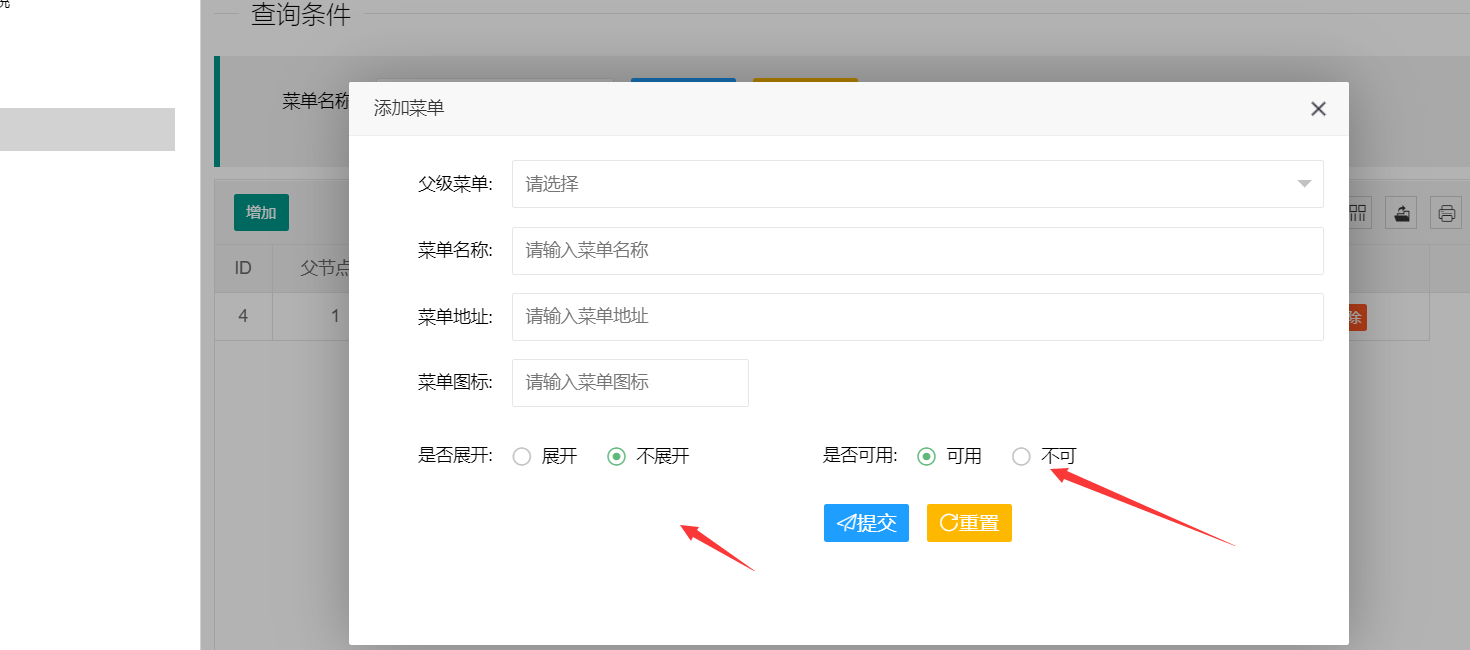 查询条件
菜单名称
添加菜单
父级菜单: 请选择
增加
菜单名称: 请输入菜单名称
ID 父节点
菜单地址: 请输入菜单地址
4 1 除
菜单图标: 请输入菜单图标
是否展开: 展开 不展开 是否可用: 可用 不可
提交 重置